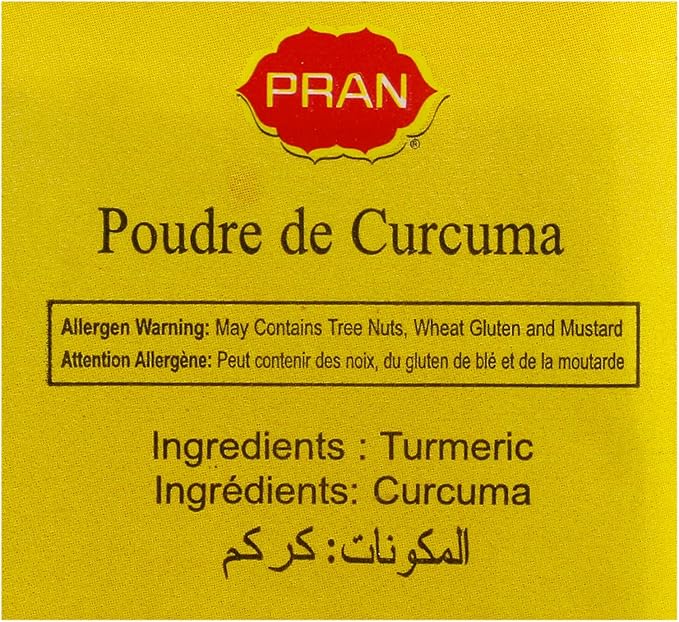 PRAN
®
Poudre de Curcuma
Allergen Warning: May Contains Tree Nuts, Wheat Gluten and Mustard
Attention Allergène: Peut contenir des noix, du gluten de blé et de la moutarde
Ingredients : Turmeric
Ingrédients: Curcuma
المكونات: كركم